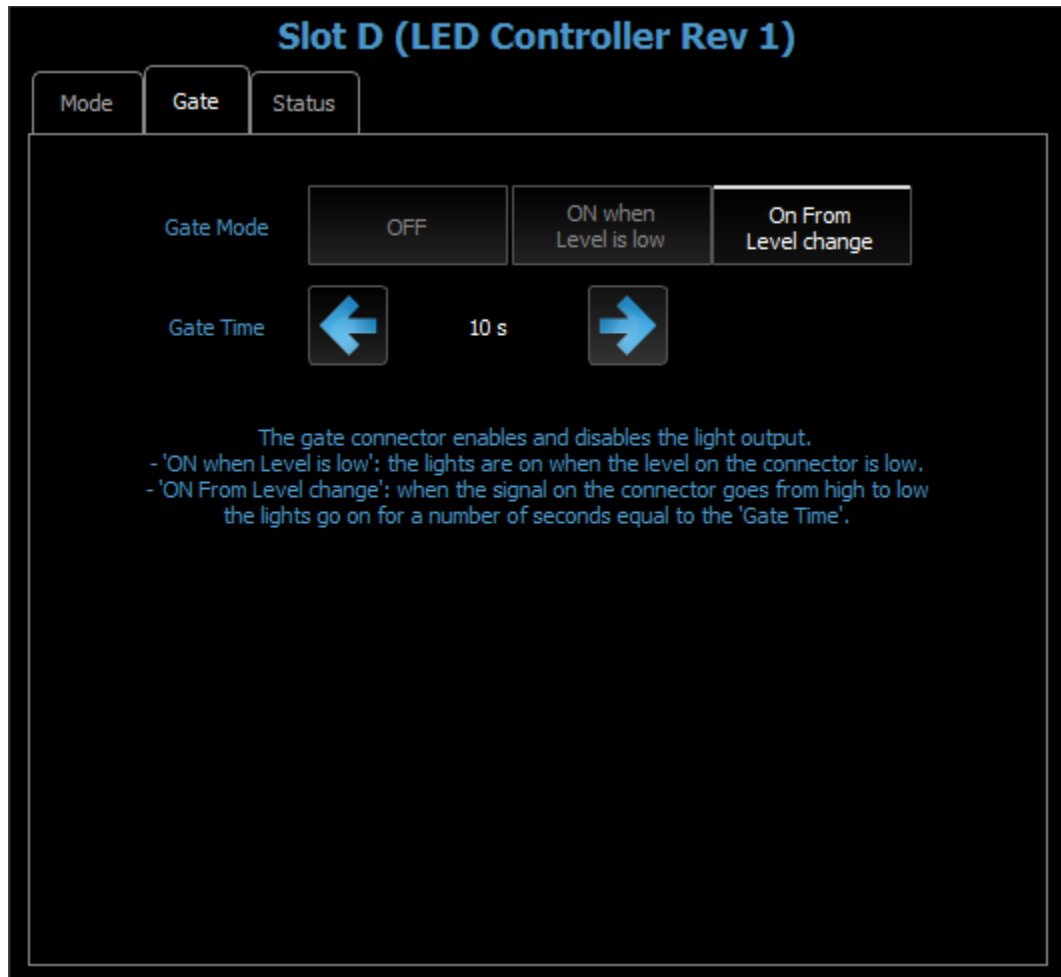 Slot D (LED Controller Rev 1)
Mode
Gate
Status
Gate Mode
OFF
ON when
Level is low
On From
Level change
Gate Time
10 s
The gate connector enables and disables the light output.
- 'ON when Level is low': the lights are on when the level on the connector is low.
- 'ON From Level change': when the signal on the connector goes from high to low
the lights go on for a number of seconds equal to the 'Gate Time'.